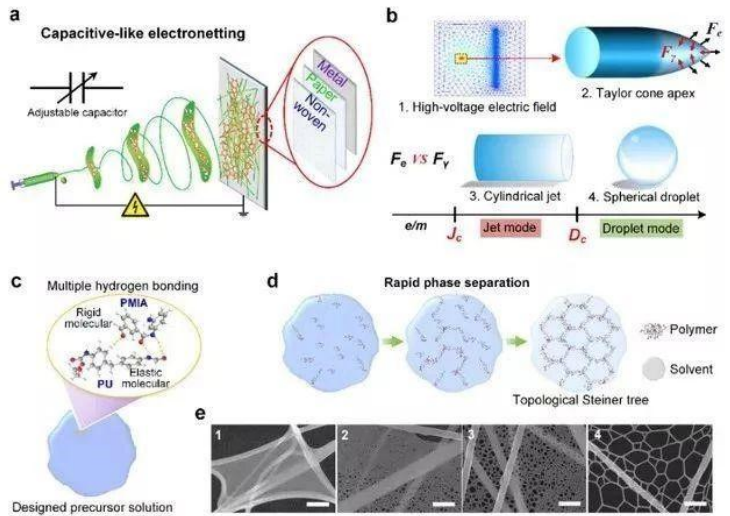 a
Capacitive-like electronetting
Adjustable capacitor
Metal
Paper
Non-
woven
b
Fe
Fγ
1. High-voltage electric field
2. Taylor cone apex
Fe VS Fγ
3. Cylindrical jet
4. Spherical droplet
e/m
Jc
Jet mode
Dc
Droplet mode
c
Multiple hydrogen bonding
PMIA
Rigid
molecular
Elastic
molecular
PU
Designed precursor solution
d
Rapid phase separation
Polymer
Solvent
Topological Steiner tree
e
1
2
3
4